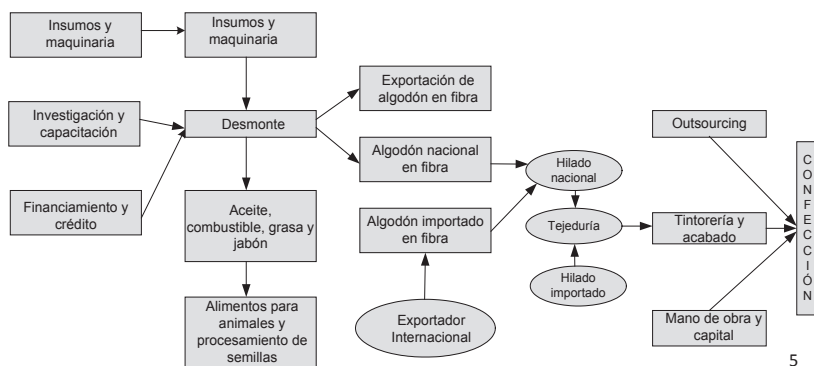 Insumos y
maquinaria
Insumos y
maquinaria
Investigación y
capacitación
Financiamiento y
crédito
Desmonte
Aceite,
combustible, grasa y
jabón
Alimentos para
animales y
procesamiento de
semillas
Exportación de
algodón en fibra
Algodón nacional
en fibra
Algodón importado
en fibra
Exportador
Internacional
Hilado
nacional
Tejeduría
Hilado
importado
Outsourcing
Tintorería y
acabado
Mano de obra y
capital
CONFECCIÓN
5